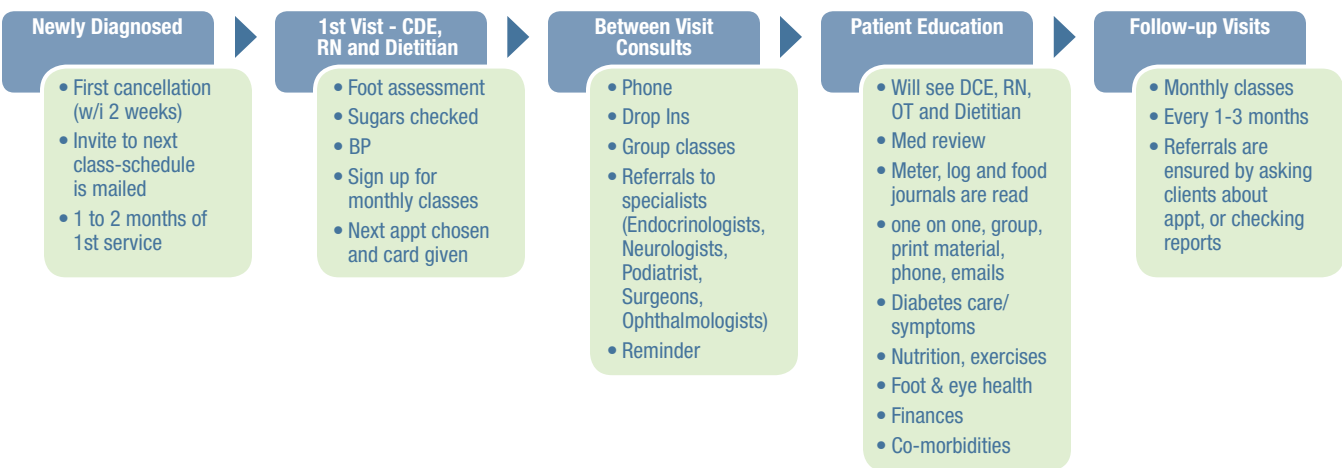 Newly Diagnosed
• First cancellation
(w/i 2 weeks)
• Invite to next
class-schedule
is mailed
• 1 to 2 months of
1st service
1st Vist - CDE,
RN and Dietitian
• Foot assessment
• Sugars checked
• BP
• Sign up for
monthly classes
• Next appt chosen
and card given
Between Visit
Consults
• Phone
• Drop Ins
• Group classes
• Referrals to
specialists
(Endocrinologists,
Neurologists,
Podiatrist,
Surgeons,
Ophthalmologists)
• Reminder
Patient Education
• Will see DCE, RN,
OT and Dietitian
• Med review
• Meter, log and food
journals are read
• one on one, group,
print material,
phone, emails
• Diabetes care/
symptoms
• Nutrition, exercises
• Foot & eye health
• Finances
• Co-morbidities
Follow-up Visits
• Monthly classes
• Every 1-3 months
• Referrals are
ensured by asking
clients about
appt, or checking
reports